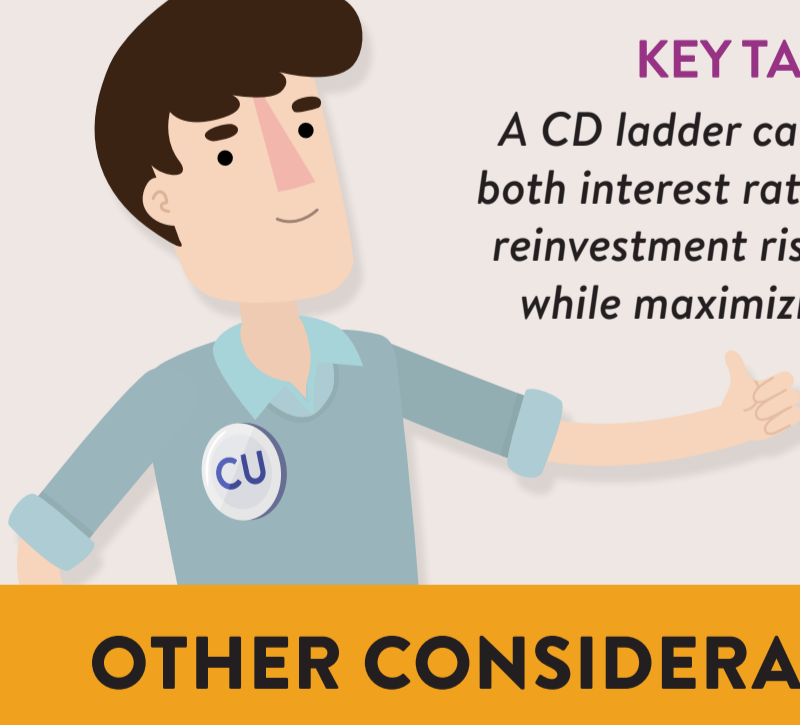 KEY TA
A CD ladder ca
both interest rat
reinvestment ris
while maximizi
CU
OTHER CONSIDERA